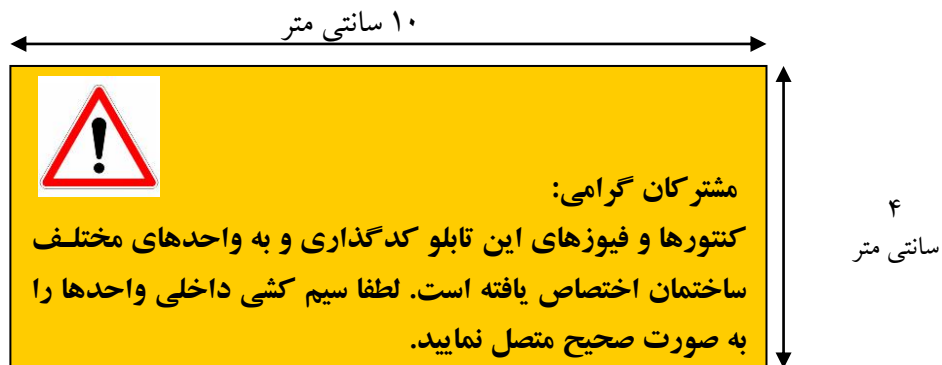 ۱۰ سانتی متر
مشترکان گرامی:
کنتورها و فیوزهای این تابلو کدگذاری و به واحدهای مختلف
ساختمان اختصاص یافته است. لطفا سیم کشی داخلی واحدها را
به صورت صحیح متصل نمایید.
۴
سانتی متر